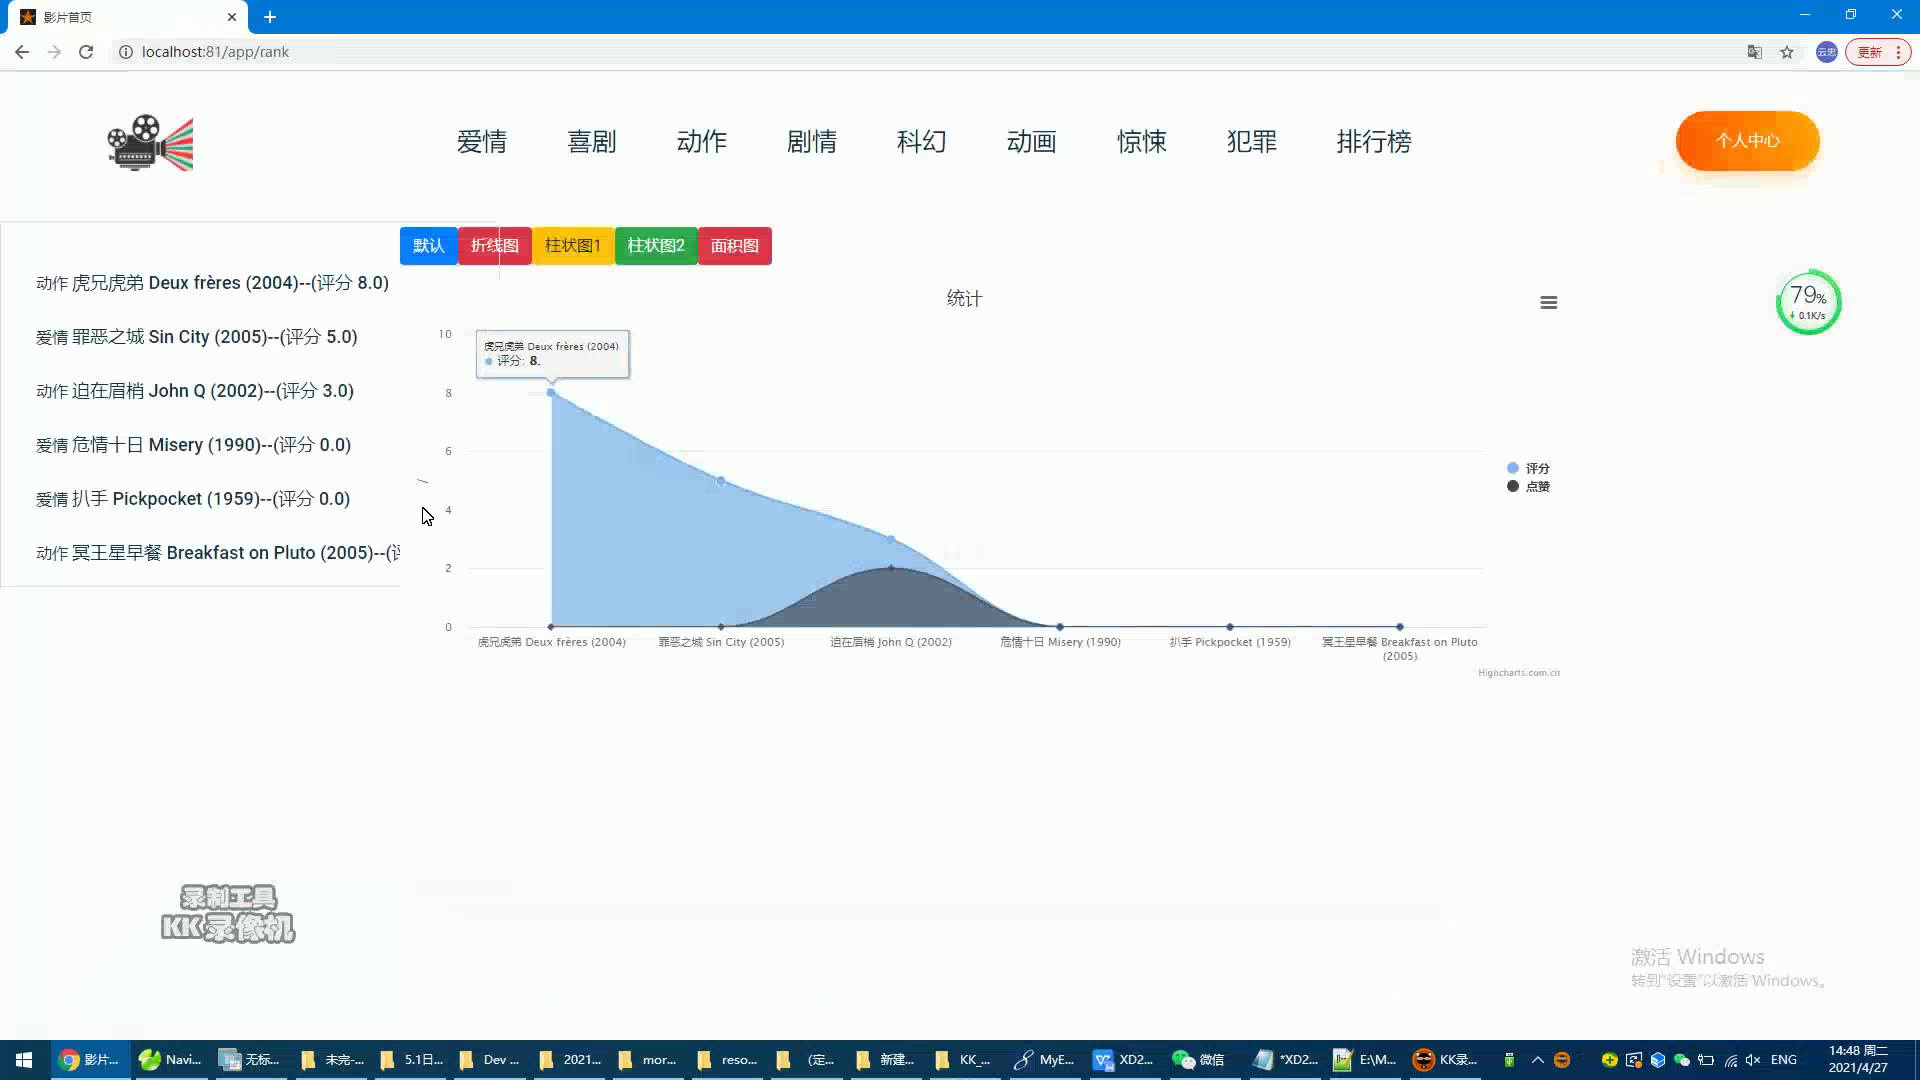 影片首页
localhost:81/app/rank
云忠
更新
爱情 喜剧 动作 剧情 科幻 动画 惊悚 犯罪 排行榜
个人中心
默认 折线图 柱状图1 柱状图2 面积图
动作 虎兄虎弟 Deux frères (2004)--(评分 8.0)
爱情 罪恶之城 Sin City (2005)--(评分 5.0)
动作 迫在眉梢 John Q (2002)--(评分 3.0)
爱情 危情十日 Misery (1990)--(评分 0.0)
爱情 扒手 Pickpocket (1959)--(评分 0.0)
动作 冥王星早餐 Breakfast on Pluto (2005)--(
统计
79%
0.1K/s
虎兄虎弟 Deux frères (2004)
评分: 8.
10
8
6
4
2
0
评分
点赞
虎兄虎弟 Deux frères (2004) 罪恶之城 Sin City (2005) 迫在眉梢 John Q (2002) 危情十日 Misery (1990) 扒手 Pickpocket (1959) 冥王星早餐 Breakfast on Pluto
(2005)
Highcharts.com.cn
录制工具
KK录像机
激活 Windows
转到"设置"以激活 Windows。
影片... Navi... 无标... 未完-... 5.1日... Dev ... 2021... mor... reso... (定... 新建... KK_... MyE... XD2... 微信 *XD2... E:\M... KK录... ENG
14:48 周二
2021/4/27